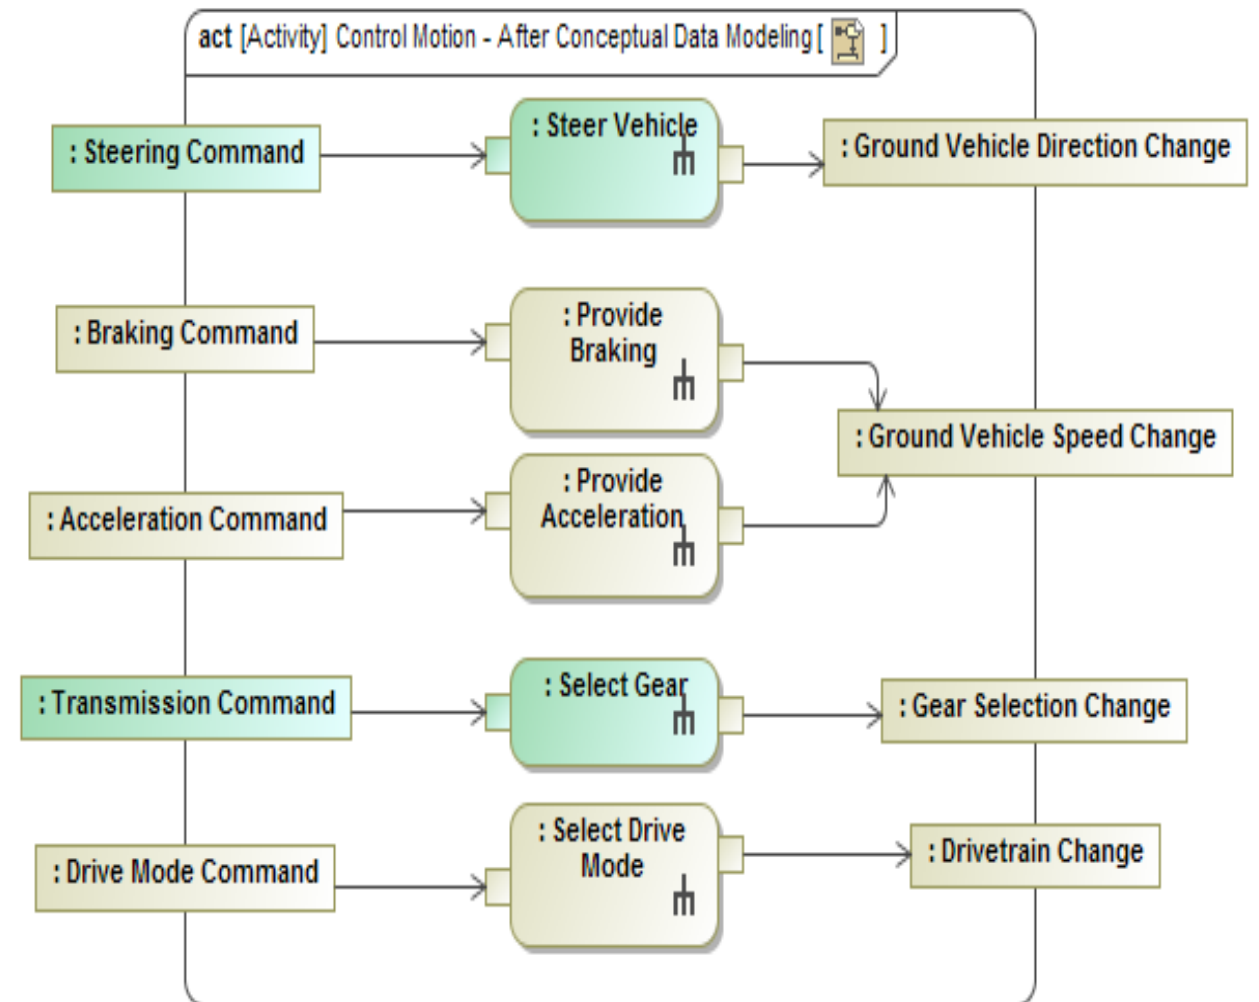 act [Activity] Control Motion - After Conceptual Data Modeling [ ]
: Steering Command
: Steer Vehicle
: Ground Vehicle Direction Change
: Braking Command
: Provide
Braking
: Ground Vehicle Speed Change
: Acceleration Command
: Provide
Acceleration
: Transmission Command
: Select Gear
: Gear Selection Change
: Drive Mode Command
: Select Drive
Mode
: Drivetrain Change